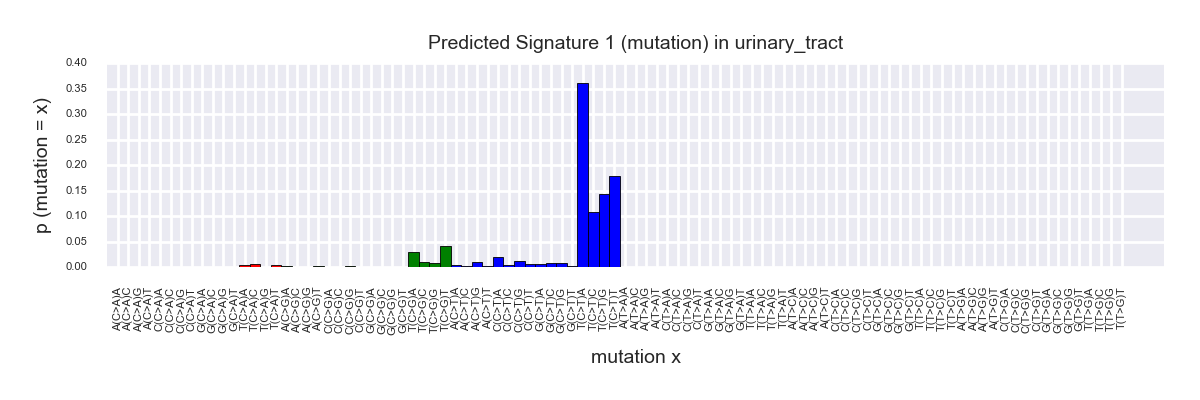 Predicted Signature 1 (mutation) in urinary_tract
p (mutation = x)
0.40
0.35
0.30
0.25
0.20
0.15
0.10
0.05
0.00
A(C>A)A
A(C>A)C
A(C>A)G
A(C>A)T
C(C>A)A
C(C>A)C
C(C>A)G
C(C>A)T
G(C>A)A
G(C>A)C
G(C>A)G
G(C>A)T
T(C>A)A
T(C>A)C
T(C>A)G
T(C>A)T
A(C>G)A
A(C>G)C
A(C>G)G
A(C>G)T
C(C>G)A
C(C>G)C
C(C>G)G
C(C>G)T
G(C>G)A
G(C>G)C
G(C>G)G
G(C>G)T
T(C>G)A
T(C>G)C
T(C>G)G
T(C>G)T
A(C>T)A
A(C>T)C
A(C>T)G
A(C>T)T
C(C>T)A
C(C>T)C
C(C>T)G
C(C>T)T
G(C>T)A
G(C>T)C
G(C>T)G
G(C>T)T
T(C>T)A
T(C>T)C
T(C>T)G
T(C>T)T
A(T>A)A
A(T>A)C
A(T>A)G
A(T>A)T
C(T>A)A
C(T>A)C
C(T>A)G
C(T>A)T
G(T>A)A
G(T>A)C
G(T>A)G
G(T>A)T
T(T>A)A
T(T>A)C
T(T>A)G
T(T>A)T
A(T>C)A
A(T>C)C
A(T>C)G
A(T>C)T
C(T>C)A
C(T>C)C
C(T>C)G
C(T>C)T
G(T>C)A
G(T>C)C
G(T>C)G
G(T>C)T
T(T>C)A
T(T>C)C
T(T>C)G
T(T>C)T
A(T>G)A
A(T>G)C
A(T>G)G
A(T>G)T
C(T>G)A
C(T>G)C
C(T>G)G
C(T>G)T
G(T>G)A
G(T>G)C
G(T>G)G
G(T>G)T
T(T>G)A
T(T>G)C
T(T>G)G
T(T>G)T
mutation x